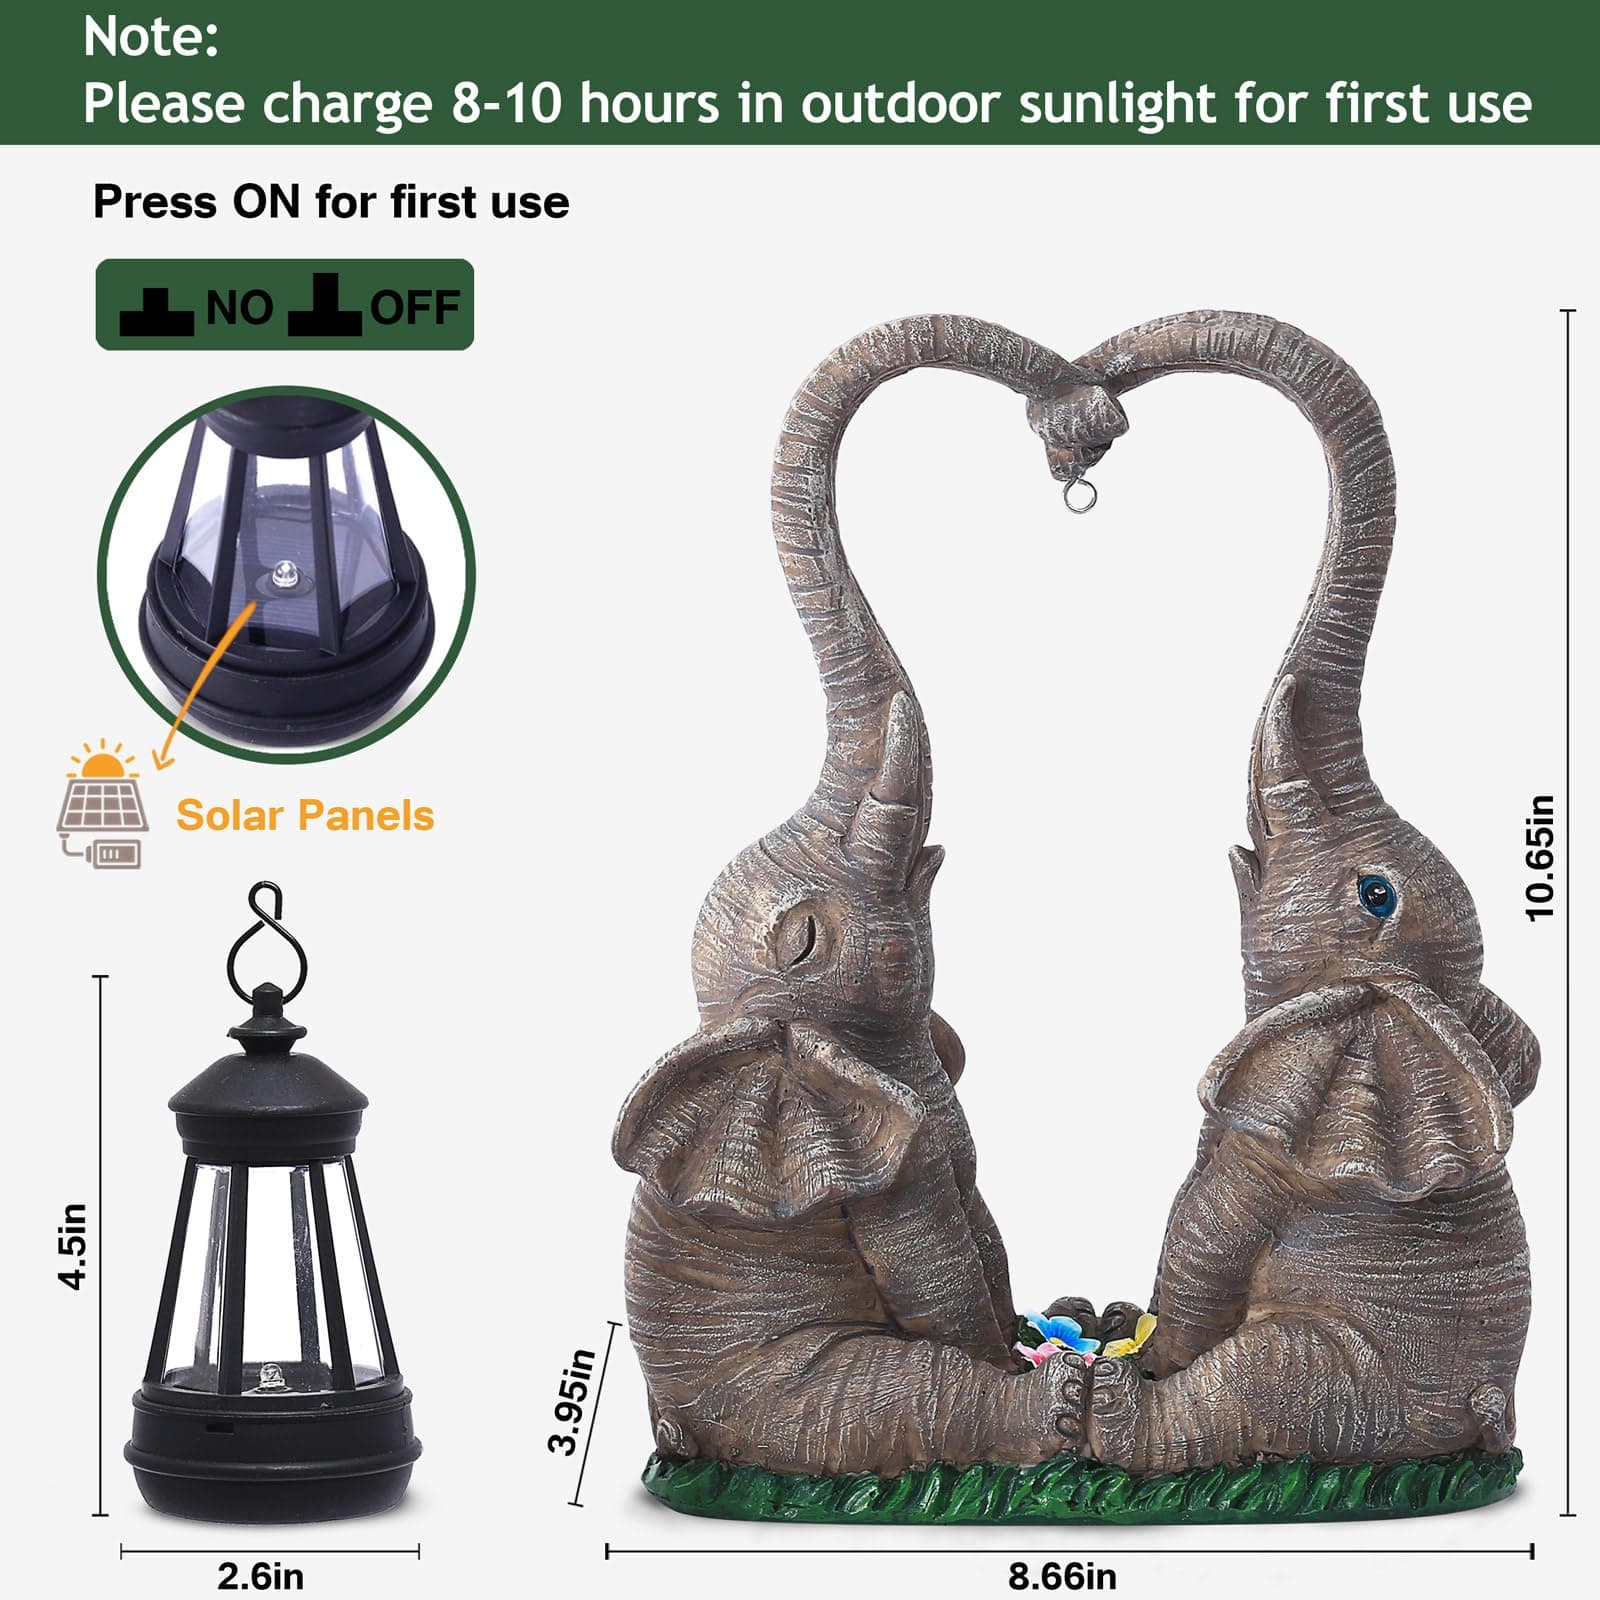 Note:
Please charge 8-10 hours in outdoor sunlight for first use
Press ON for first use
NO OFF
Solar Panels
4.5in
2.6in
3.95in
8.66in
10.65in